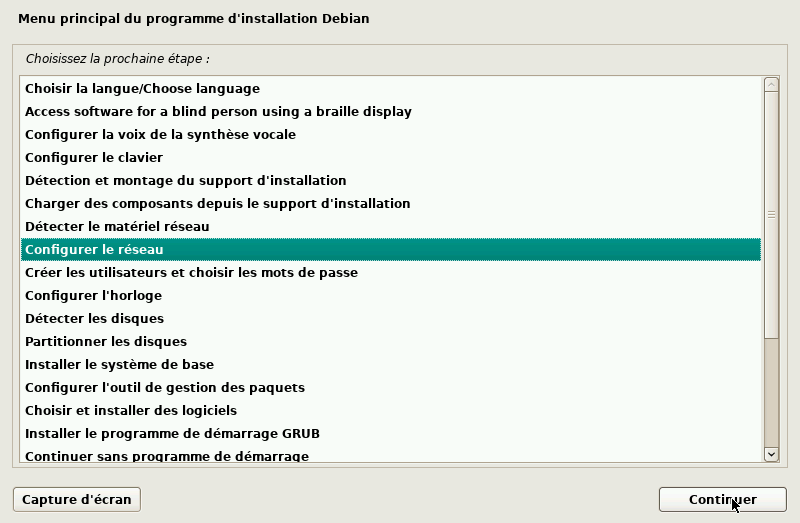 Menu principal du programme d'installation Debian
Choisissez la prochaine étape :
Choisir la langue/Choose language
Access software for a blind person using a braille display
Configurer la voix de la synthèse vocale
Configurer le clavier
Détection et montage du support d'installation
Charger des composants depuis le support d'installation
Détecter le matériel réseau
Configurer le réseau
Créer les utilisateurs et choisir les mots de passe
Configurer l'horloge
Détecter les disques
Partitionner les disques
Installer le système de base
Configurer l'outil de gestion des paquets
Choisir et installer des logiciels
Installer le programme de démarrage GRUB
Continuer sans programme de démarrage
Capture d'écran
Continuer